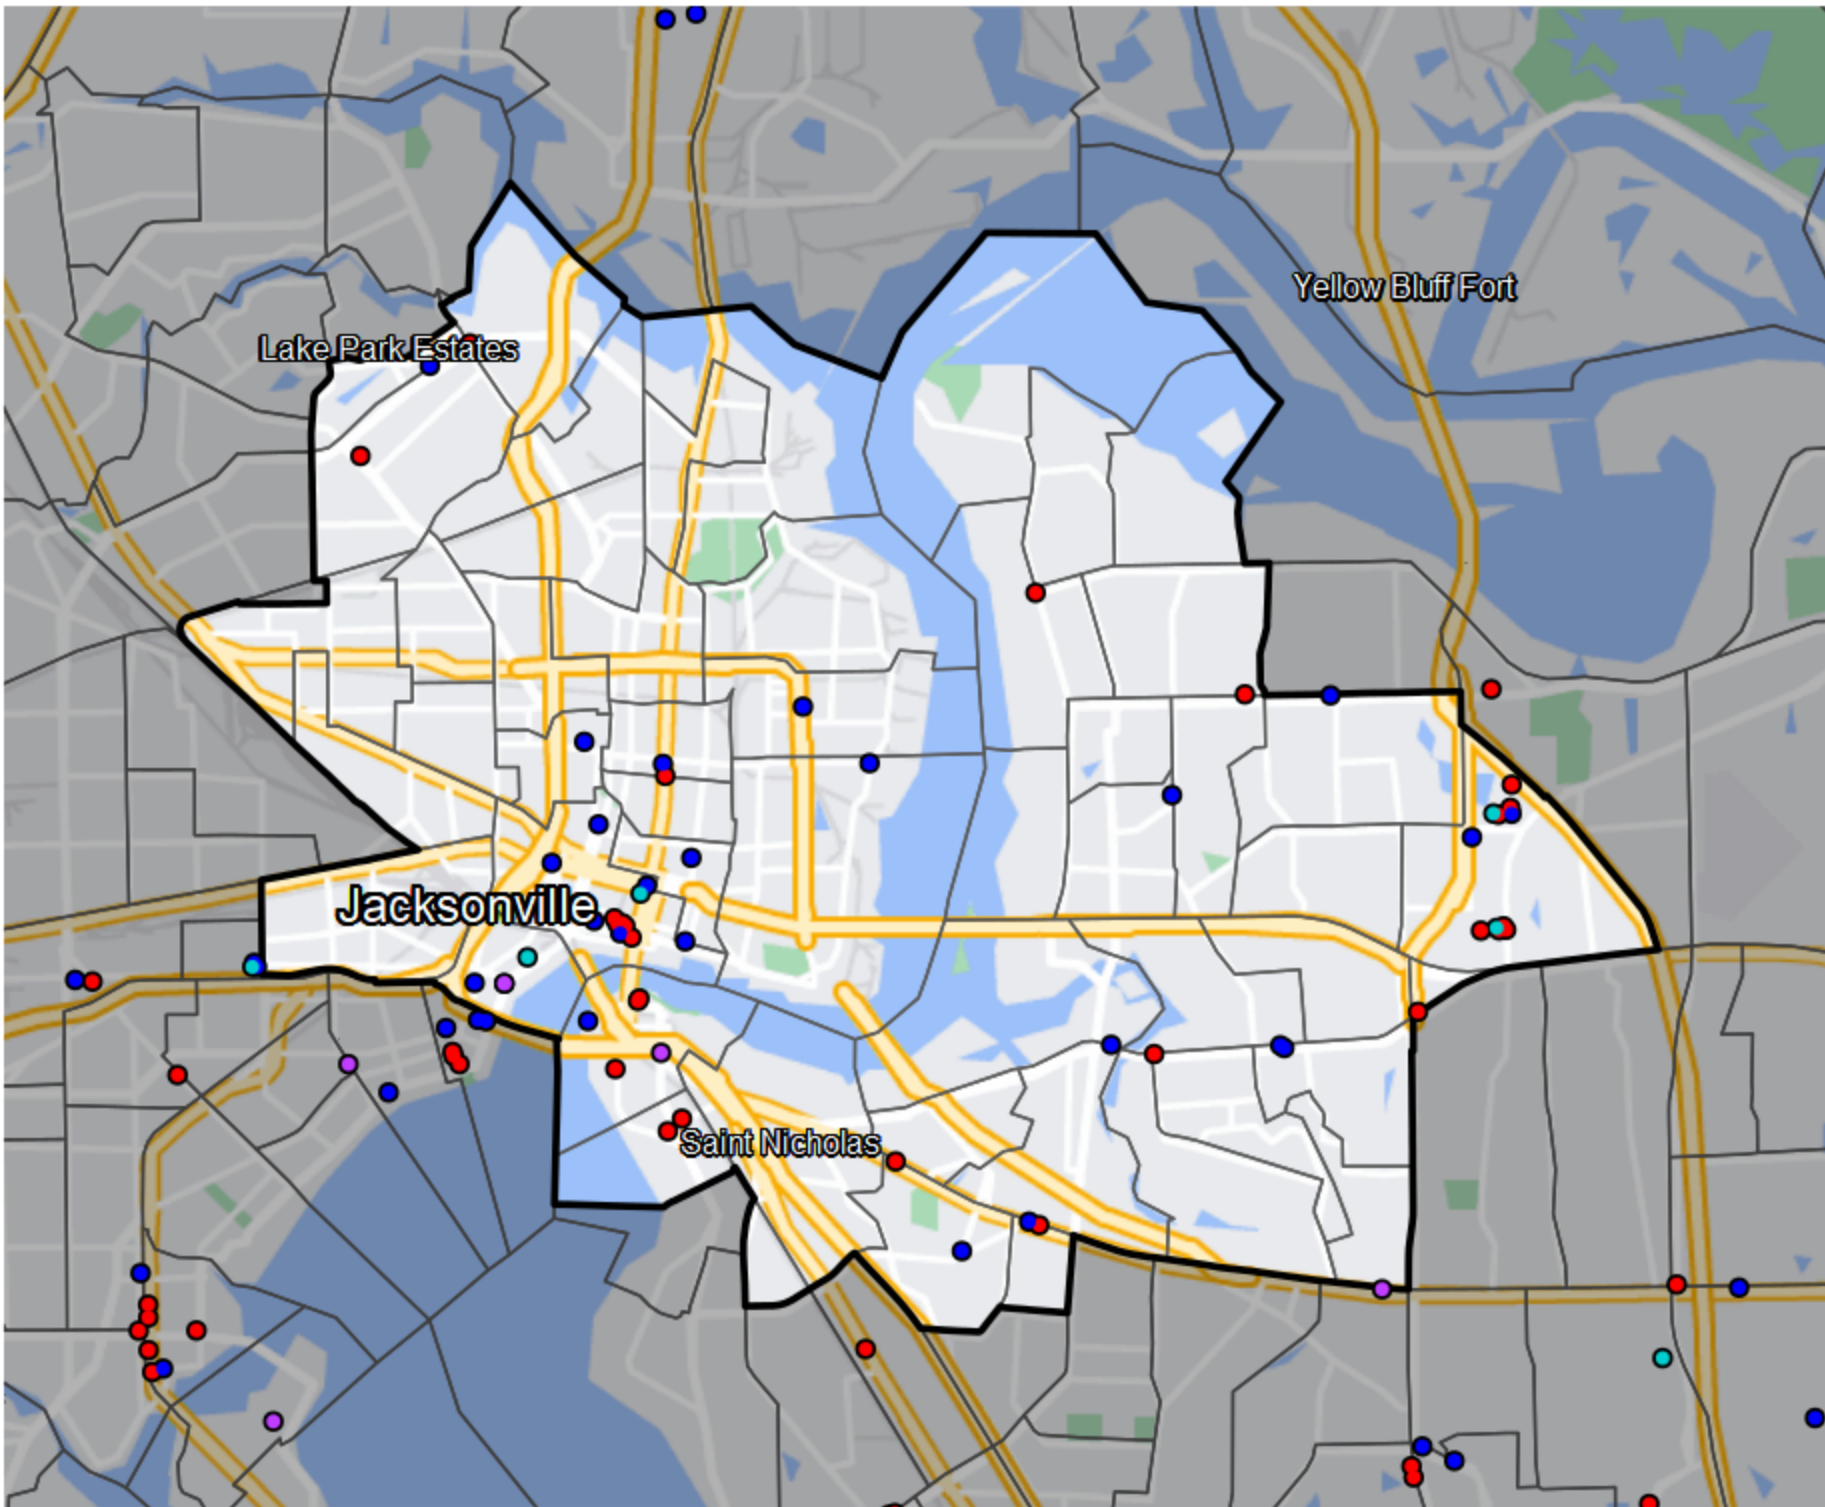 Yellow Bluff Fort
Lake Park Estates
Jacksonville
Saint Nicholas